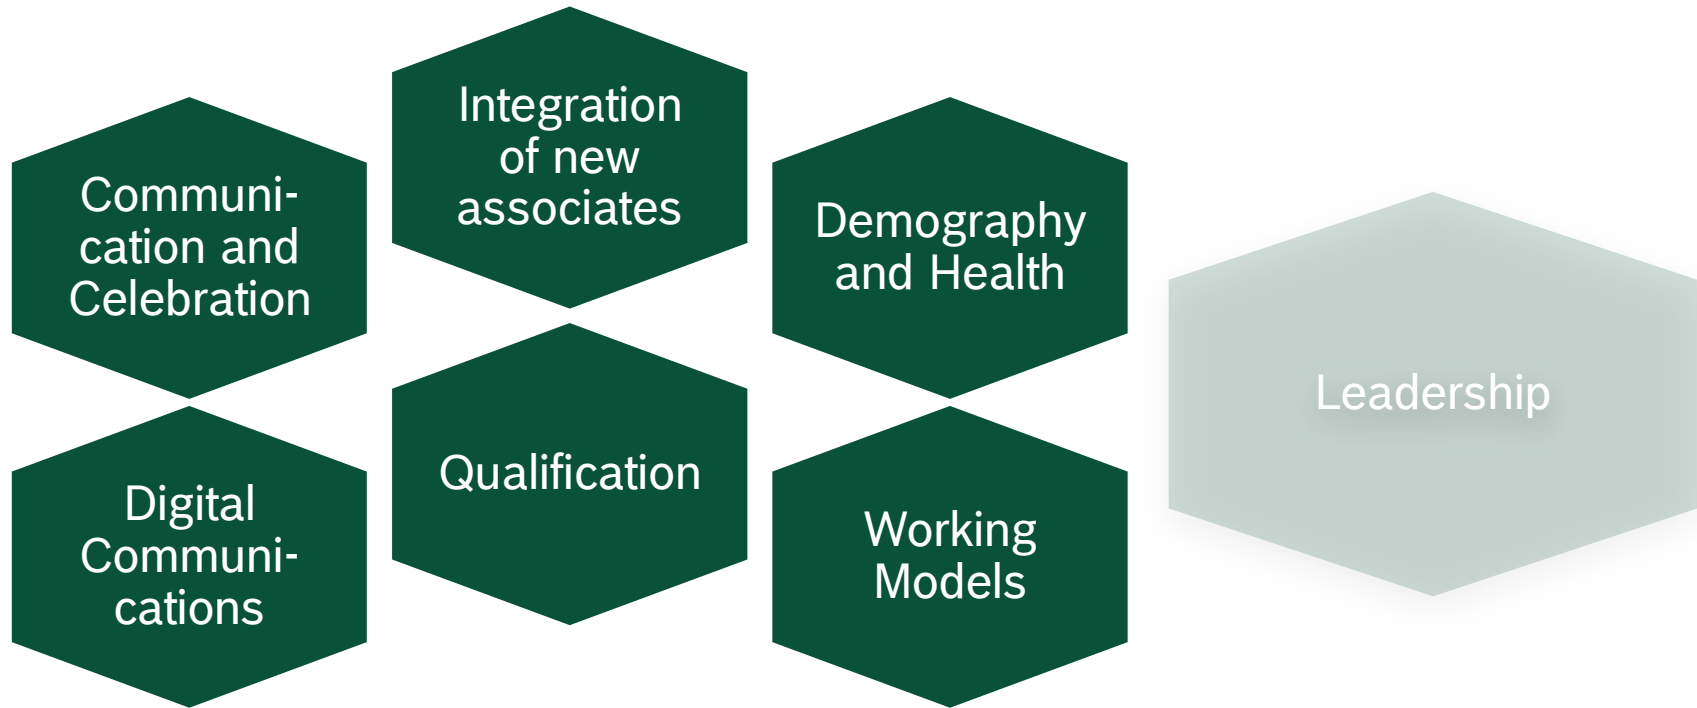 Communi-
cation and
Celebration
Integration
of new
associates
Demography
and Health
Leadership
Digital
Communi-
cations
Qualification
Working
Models